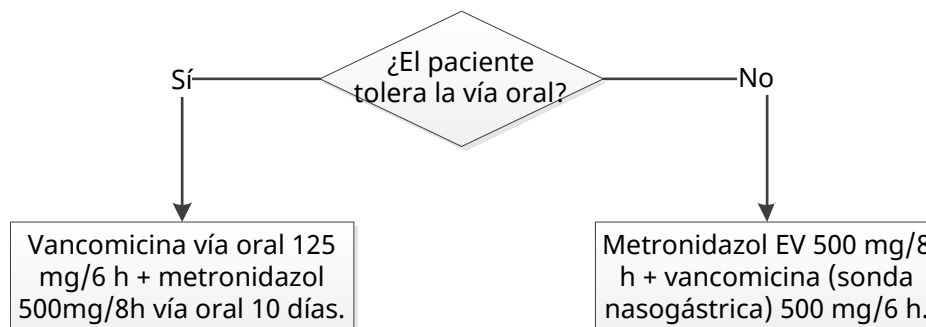 ¿El paciente
tolera la vía oral?
Sí
No
Vancomicina vía oral 125
mg/6 h + metronidazol
500mg/8h vía oral 10 días.
Metronidazol EV 500 mg/8
h + vancomicina (sonda
nasogástrica) 500 mg/6 h.